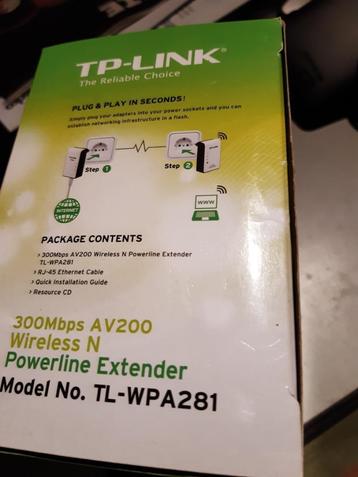 TP-LINK®
The Reliable Choice
PLUG & PLAY IN SECONDS!
Simply plug your adapters into your power sockets and you can
establish networking infrastructure in a flash.
Step 1
Step 2
INTERNET
WWW
PACKAGE CONTENTS
> 300Mbps AV200 Wireless N Powerline Extender
TL-WPA281
> RJ-45 Ethernet Cable
> Quick Installation Guide
> Resource CD
300Mbps AV200
Wireless N
Powerline Extender
Model No. TL-WPA281